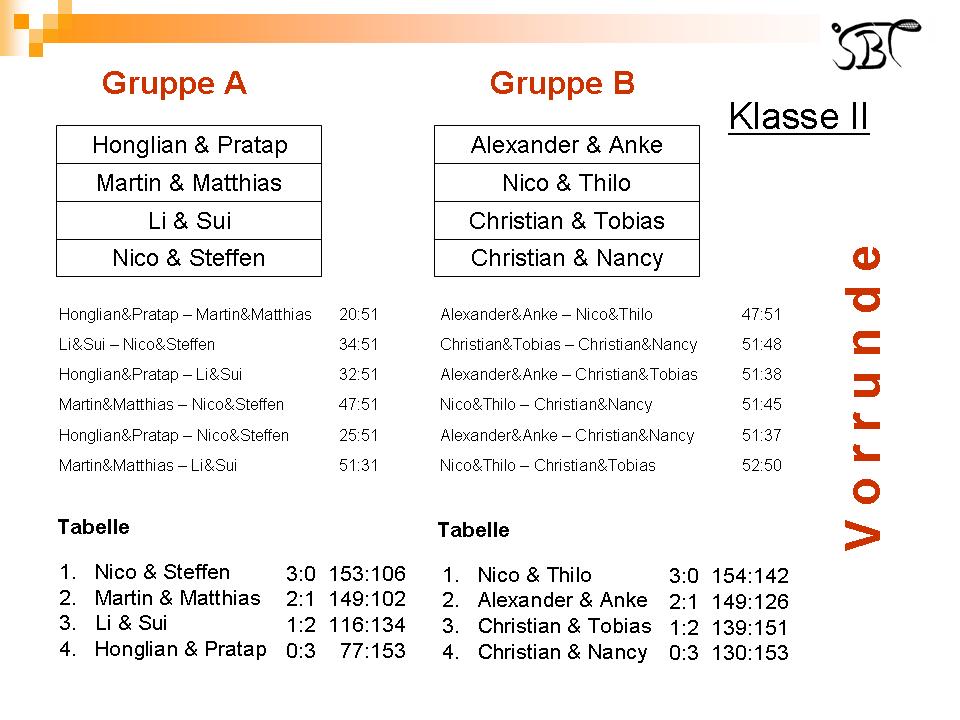 SBT
Gruppe A
Gruppe B
Klasse II
Honglian & Pratap
Martin & Matthias
Li & Sui
Nico & Steffen
Alexander & Anke
Nico & Thilo
Christian & Tobias
Christian & Nancy
Honglian&Pratap – Martin&Matthias 20:51
Li&Sui – Nico&Steffen 34:51
Honglian&Pratap – Li&Sui 32:51
Martin&Matthias – Nico&Steffen 47:51
Honglian&Pratap – Nico&Steffen 25:51
Martin&Matthias – Li&Sui 51:31
Alexander&Anke – Nico&Thilo 47:51
Christian&Tobias – Christian&Nancy 51:48
Alexander&Anke – Christian&Tobias 51:38
Nico&Thilo – Christian&Nancy 51:45
Alexander&Anke – Christian&Nancy 51:37
Nico&Thilo – Christian&Tobias 52:50
Vorrunde
Tabelle
1. Nico & Steffen 3:0 153:106
2. Martin & Matthias 2:1 149:102
3. Li & Sui 1:2 116:134
4. Honglian & Pratap 0:3 77:153
Tabelle
1. Nico & Thilo 3:0 154:142
2. Alexander & Anke 2:1 149:126
3. Christian & Tobias 1:2 139:151
4. Christian & Nancy 0:3 130:153